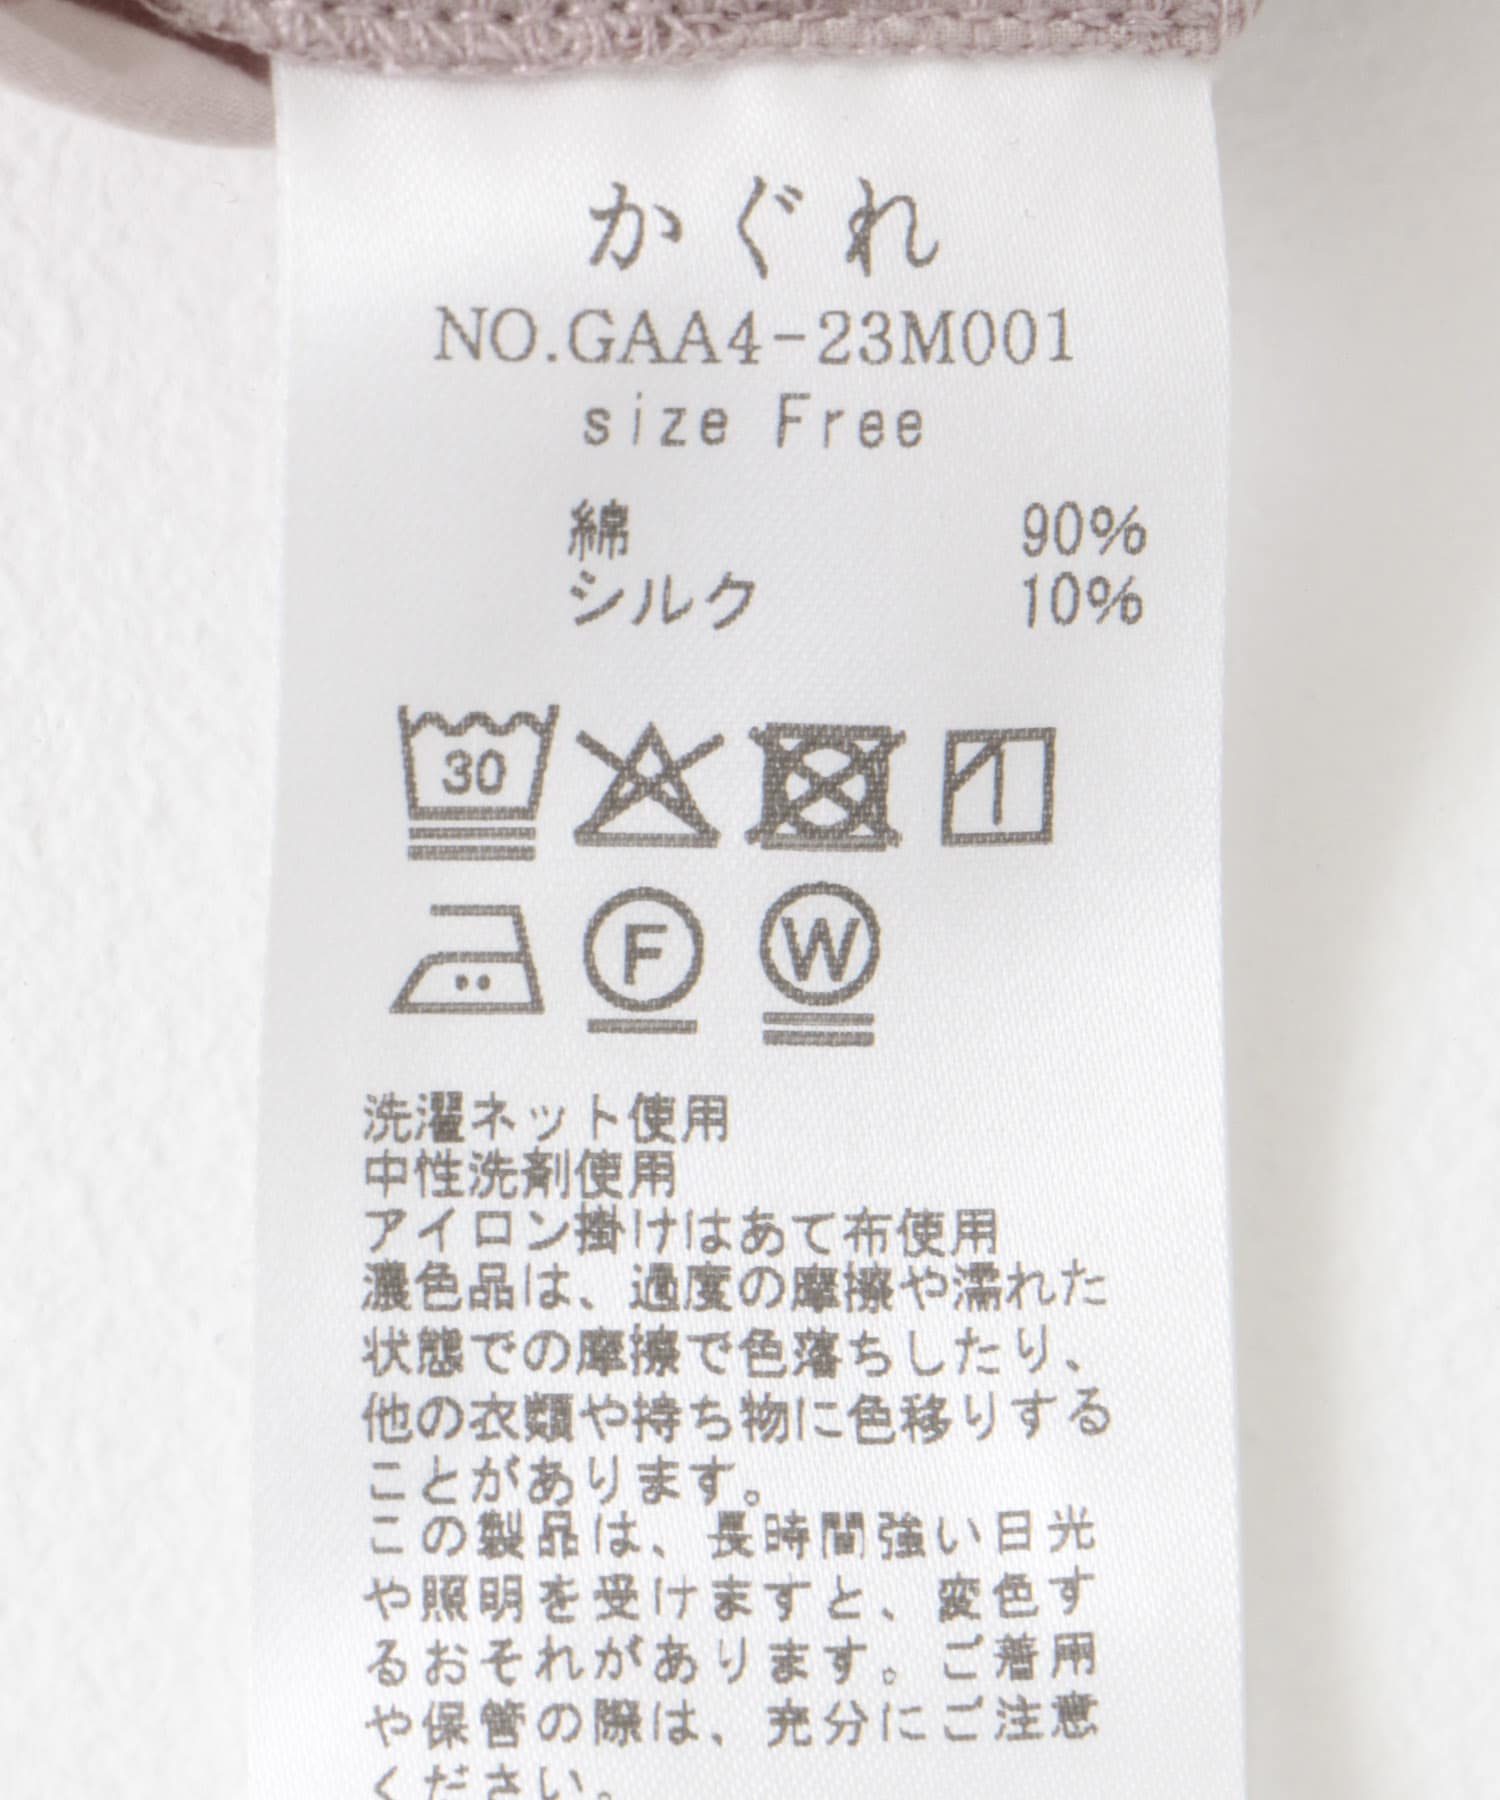 かぐれ
NO.GAA4-23M001
size Free
綿 90%
シルク 10%
30
F W
洗濯ネット使用
中性洗剤使用
アイロン掛けはあて布使用
濃色品は、過度の摩擦や濡れた
状態での摩擦で色落ちしたり、
他の衣類や持ち物に色移りする
ことがあります。
この製品は、長時間強い日光
や照明を受けますと、変色す
るおそれがあります。ご着用
や保管の際は、充分にご注意
ください。